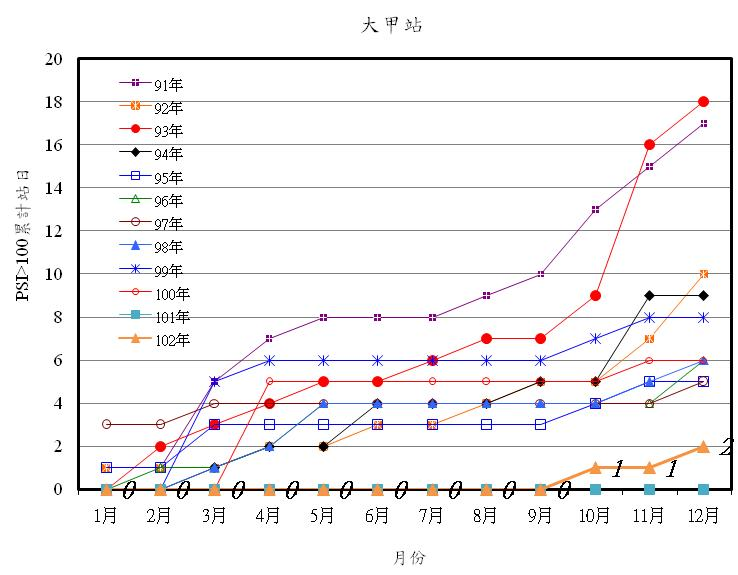 大甲站
PSI>100累計站日
20
18
16
14
12
10
8
6
4
2
0
91年
92年
93年
94年
95年
96年
97年
98年
99年
100年
101年
102年
0 0 0 0 0 0 0 0 0 1 1 2
1月 2月 3月 4月 5月 6月 7月 8月 9月 10月 11月 12月
月份